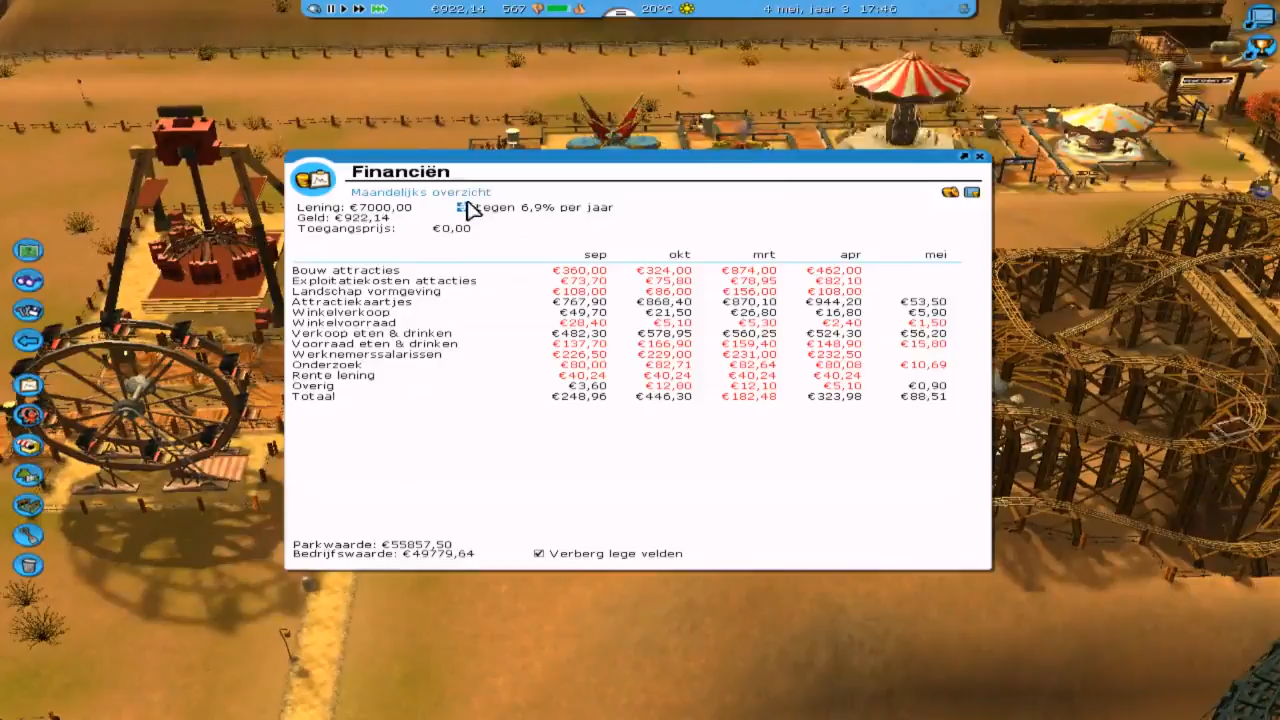 €922,14 567 20°C 4 mei, jaar 3 17:46
Financiën
Maandelijks overzicht
Lening: €7000,00 tegen 6,9% per jaar
Geld: €922,14
Toegangsprijs: €0,00
sep okt mrt apr mei
Bouw attracties €360,00 €324,00 €874,00 €462,00
Exploitatiekosten attacties €73,70 €75,80 €78,95 €82,10
Landschap vormgeving €108,00 €86,00 €156,00 €108,00
Attractiekaartjes €767,90 €868,40 €870,10 €944,20 €53,50
Winkelverkoop €49,70 €21,50 €26,80 €16,80 €5,90
Winkelvoorraad €28,40 €5,10 €5,30 €2,40 €1,50
Verkoop eten & drinken €482,30 €578,95 €560,25 €524,30 €56,20
Voorraad eten & drinken €137,70 €166,90 €159,40 €148,90 €15,80
Werknemerssalarissen €226,50 €229,00 €231,00 €232,50
Onderzoek €80,00 €82,71 €82,64 €80,08 €10,69
Rente lening €40,24 €40,24 €40,24 €40,24
Overig €3,60 €12,80 €12,10 €5,10 €0,90
Totaal €248,96 €446,30 €182,48 €323,98 €88,51
Parkwaarde: €55857,50
Bedrijfswaarde: €49779,64 Verberg lege velden